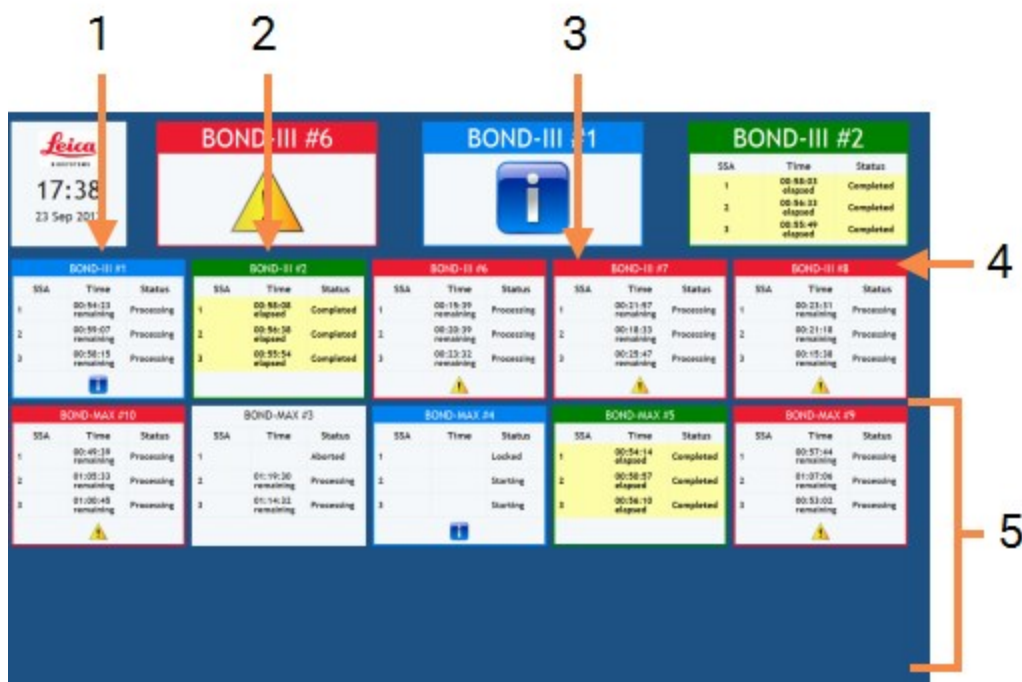 1 2 3
Leica
BIOSYSTEMS
17:38
23 Sep
BOND-III #6
BOND-III #1
BOND-III #2
SSA Time Status
1 00:58:03 elapsed Completed
2 00:56:33 elapsed Completed
3 00:55:49 elapsed Completed
4
BOND-III #1
SSA Time Status
1 00:54:23 remaining Processing
2 00:59:07 remaining Processing
3 00:58:15 remaining Processing
BOND-III #2
SSA Time Status
1 00:58:08 elapsed Completed
2 00:56:38 elapsed Completed
3 00:55:54 elapsed Completed
BOND-III #6
SSA Time Status
1 00:15:39 remaining Processing
2 00:20:39 remaining Processing
3 00:23:32 remaining Processing
BOND-III #7
SSA Time Status
1 00:21:57 remaining Processing
2 00:18:33 remaining Processing
3 00:25:47 remaining Processing
BOND-III #8
SSA Time Status
1 00:23:51 remaining Processing
2 00:21:18 remaining Processing
3 00:15:38 remaining Processing
BOND-MAX #10
SSA Time Status
1 00:49:39 remaining Processing
2 01:05:33 remaining Processing
3 01:00:45 remaining Processing
BOND-MAX #3
SSA Time Status
1 Aborted
2 01:19:30 remaining Processing
3 01:14:32 remaining Processing
BOND-MAX #4
SSA Time Status
1 Locked
2 Starting
3 Starting
BOND-MAX #5
SSA Time Status
1 00:54:14 elapsed Completed
2 00:58:57 elapsed Completed
3 00:56:10 elapsed Completed
BOND-MAX #9
SSA Time Status
1 00:57:44 remaining Processing
2 01:07:06 remaining Processing
3 00:53:02 remaining Processing
5